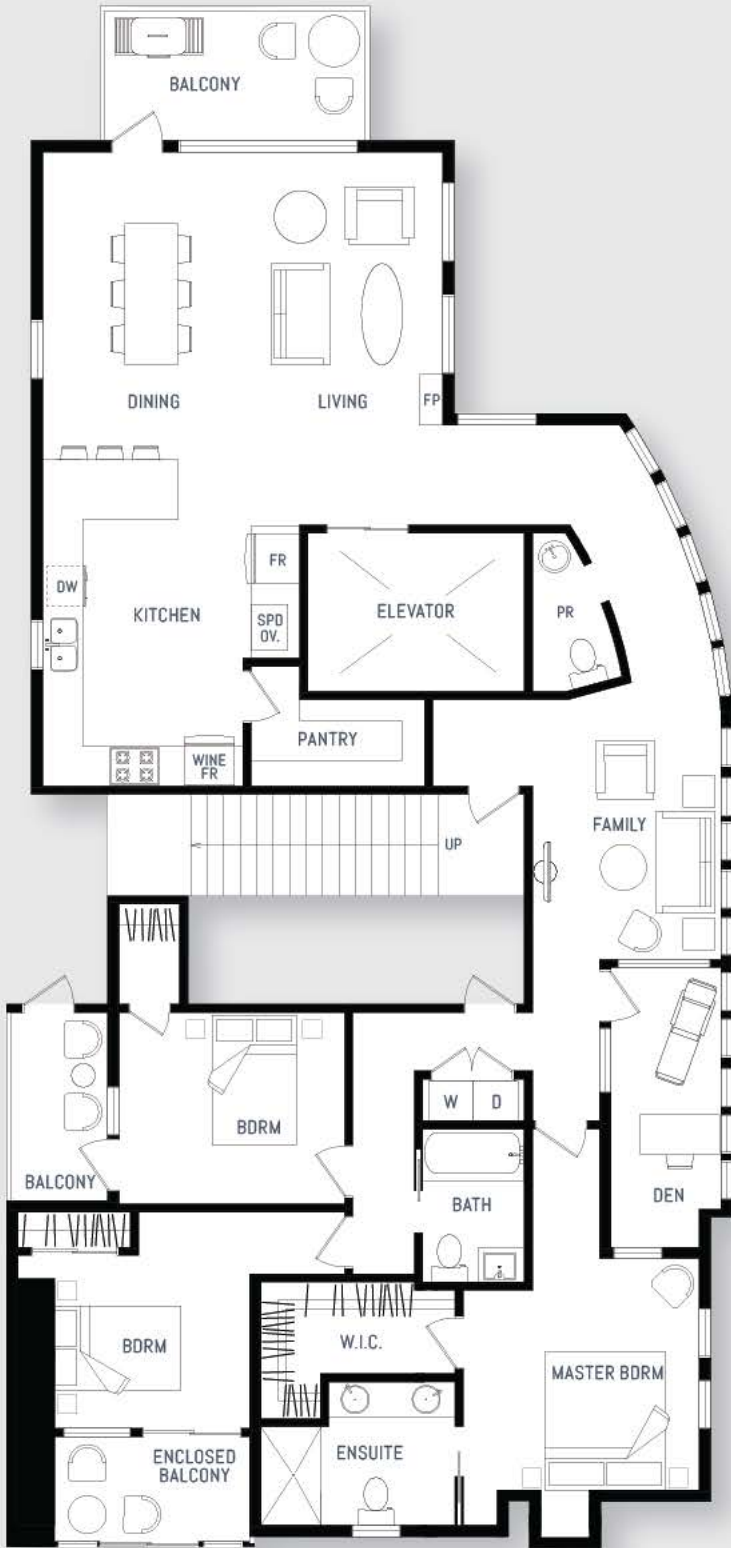 BALCONY
DINING
LIVING
FP
DW
FR
KITCHEN
SPD
OV.
ELEVATOR
PR
WINE
FR
PANTRY
UP
FAMILY
W
D
BDRM
BALCONY
BATH
DEN
BDRM
W.I.C.
MASTER BDRM
ENCLOSED
BALCONY
ENSUITE